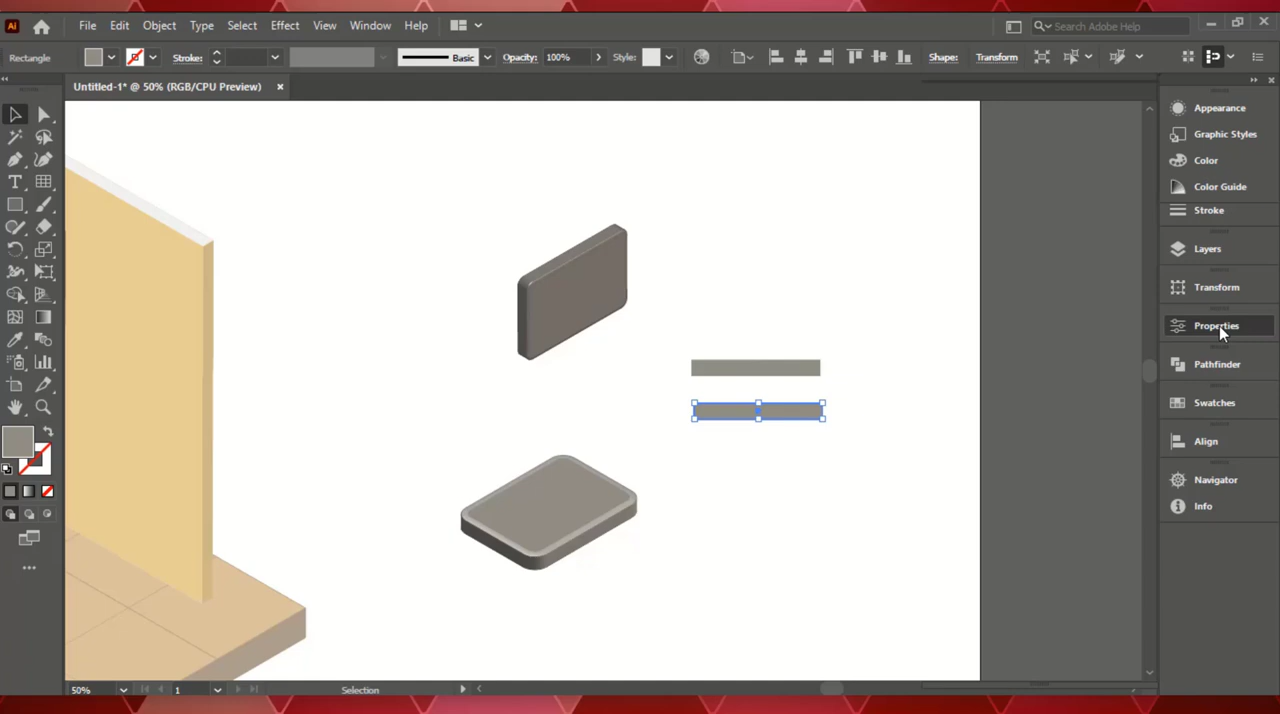 Ai File Edit Object Type Select Effect View Window Help Search Adobe Help
Rectangle Stroke: Basic Opacity: 100% Style: Shape: Transform
Untitled-1* @ 50% (RGB/CPU Preview)
Appearance
Graphic Styles
Color
Color Guide
Stroke
Layers
Transform
Properties
Pathfinder
Swatches
Align
Navigator
Info
50% 1 Selection